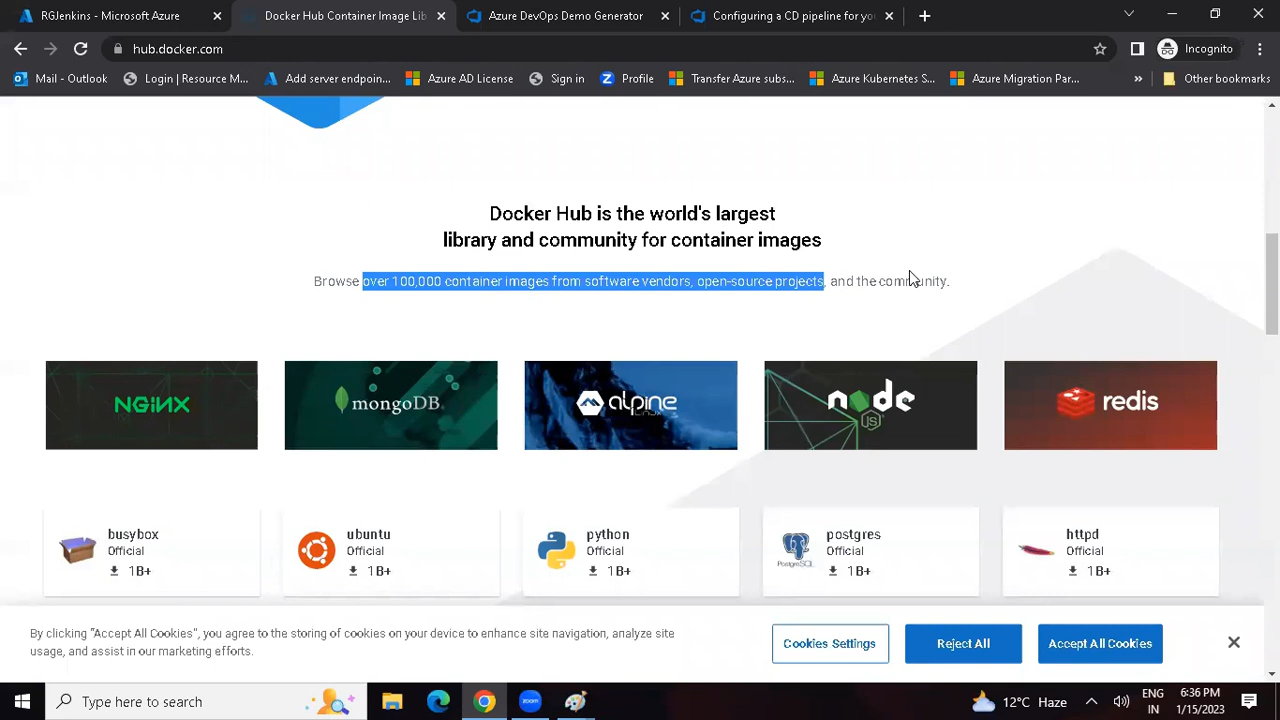 RGJenkins - Microsoft Azure
Docker Hub Container Image Lib
Azure DevOps Demo Generator
Configuring a CD pipeline for you
hub.docker.com
Incognito
Mail - Outlook
Login | Resource M...
Add server endpoin...
Azure AD License
Sign in
Profile
Transfer Azure subs...
Azure Kubernetes S...
Azure Migration Par...
Other bookmarks
Docker Hub is the world's largest
library and community for container images
Browse over 100,000 container images from software vendors, open-source projects, and the community.
NGINX
mongoDB
alpine
LINUX
node
JS
redis
busybox
Official
1B+
ubuntu
Official
1B+
python
Official
1B+
PostgreSQL
postgres
Official
1B+
httpd
Official
1B+
By clicking "Accept All Cookies", you agree to the storing of cookies on your device to enhance site navigation, analyze site
usage, and assist in our marketing efforts.
Cookies Settings
Reject All
Accept All Cookies
Type here to search
zoom
12°C Haze
ENG
IN
6:36 PM
1/15/2023